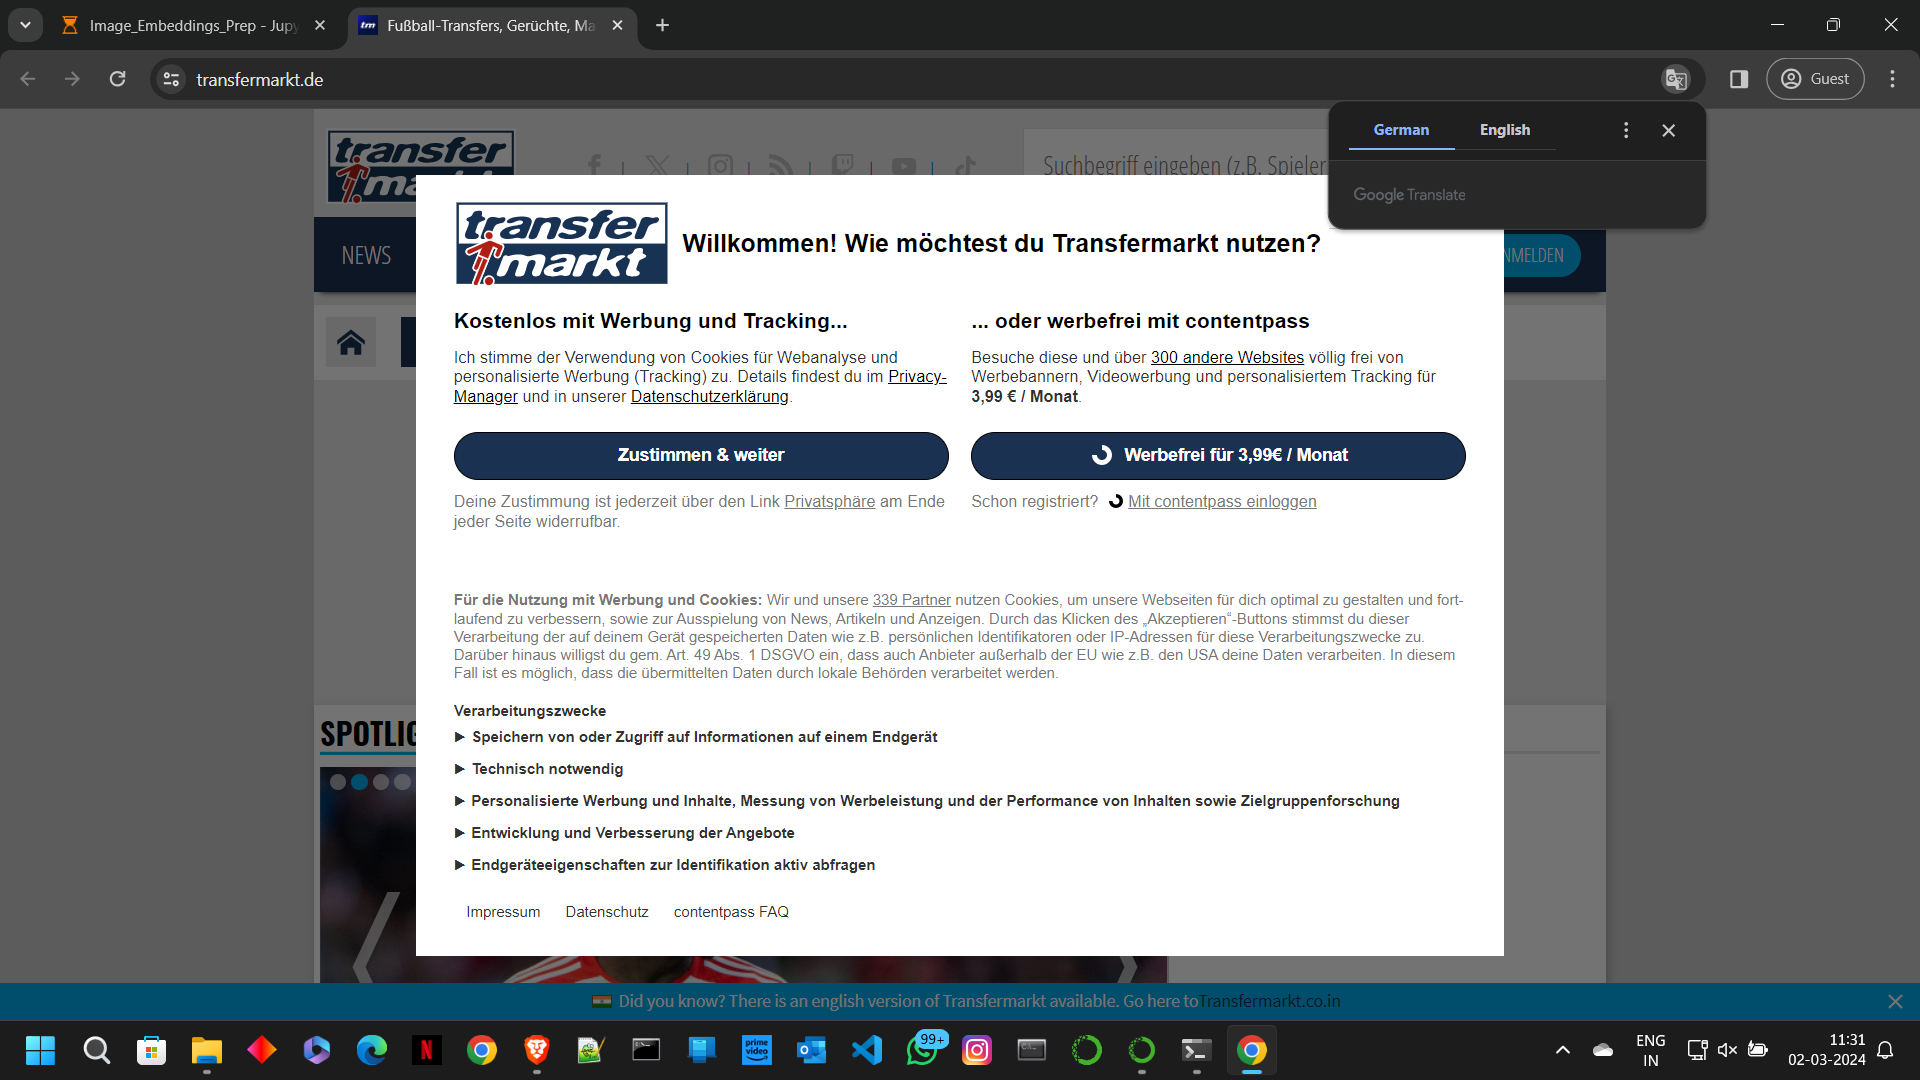 Image_Embeddings_Prep - Jupy
Fußball-Transfers, Gerüchte, Ma
transfermarkt.de
Guest
German
English
Google Translate
transfer
ma
Suchbegriff eingeben (z.B. Spieler
NEWS
NMELDEN
transfer
markt
Willkommen! Wie möchtest du Transfermarkt nutzen?
Kostenlos mit Werbung und Tracking...
Ich stimme der Verwendung von Cookies für Webanalyse und
personalisierte Werbung (Tracking) zu. Details findest du im Privacy-
Manager und in unserer Datenschutzerklärung.
Zustimmen & weiter
Deine Zustimmung ist jederzeit über den Link Privatsphäre am Ende
jeder Seite widerrufbar.
... oder werbefrei mit contentpass
Besuche diese und über 300 andere Websites völlig frei von
Werbebannern, Videowerbung und personalisiertem Tracking für
3,99 € / Monat.
Werbefrei für 3,99€ / Monat
Schon registriert? Mit contentpass einloggen
Für die Nutzung mit Werbung und Cookies: Wir und unsere 339 Partner nutzen Cookies, um unsere Webseiten für dich optimal zu gestalten und fort-
laufend zu verbessern, sowie zur Ausspielung von News, Artikeln und Anzeigen. Durch das Klicken des „Akzeptieren“-Buttons stimmst du dieser
Verarbeitung der auf deinem Gerät gespeicherten Daten wie z.B. persönlichen Identifikatoren oder IP-Adressen für diese Verarbeitungszwecke zu.
Darüber hinaus willigst du gem. Art. 49 Abs. 1 DSGVO ein, dass auch Anbieter außerhalb der EU wie z.B. den USA deine Daten verarbeiten. In diesem
Fall ist es möglich, dass die übermittelten Daten durch lokale Behörden verarbeitet werden.
Verarbeitungszwecke
Speichern von oder Zugriff auf Informationen auf einem Endgerät
Technisch notwendig
Personalisierte Werbung und Inhalte, Messung von Werbeleistung und der Performance von Inhalten sowie Zielgruppenforschung
Entwicklung und Verbesserung der Angebote
Endgeräteeigenschaften zur Identifikation aktiv abfragen
Impressum Datenschutz contentpass FAQ
SPOTLIG
Did you know? There is an english version of Transfermarkt available. Go here toTransfermarkt.co.in
prime
video
99+
ENG
IN
11:31
02-03-2024